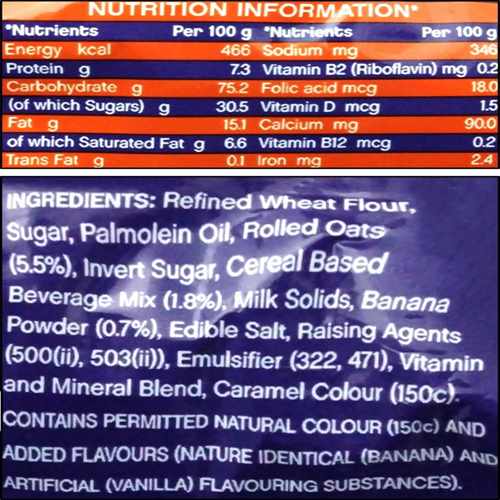 NUTRITION INFORMATION*
*Nutrients Per 100 g *Nutrients Per 100 g
Energy kcal 466 Sodium mg 346
Protein g 7.3 Vitamin B2 (Riboflavin) mg 0.2
Carbohydrate g 75.2 Folic acid mcg 18.0
(of which Sugars) g 30.5 Vitamin D mcg 1.5
Fat g 15.1 Calcium mg 90.0
of which Saturated Fat g 6.6 Vitamin B12 mcg 0.2
Trans Fat g 0.1 Iron mg 2.4
INGREDIENTS: Refined Wheat Flour,
Sugar, Palmolein Oil, Rolled Oats
(5.5%), Invert Sugar, Cereal Based
Beverage Mix (1.8%), Milk Solids, Banana
Powder (0.7%), Edible Salt, Raising Agents
(500(ii), 503(ii)), Emulsifier (322, 471), Vitamin
and Mineral Blend, Caramel Colour (150c).
CONTAINS PERMITTED NATURAL COLOUR (150c) AND
ADDED FLAVOURS (NATURE IDENTICAL (BANANA) AND
ARTIFICIAL (VANILLA) FLAVOURING SUBSTANCES).